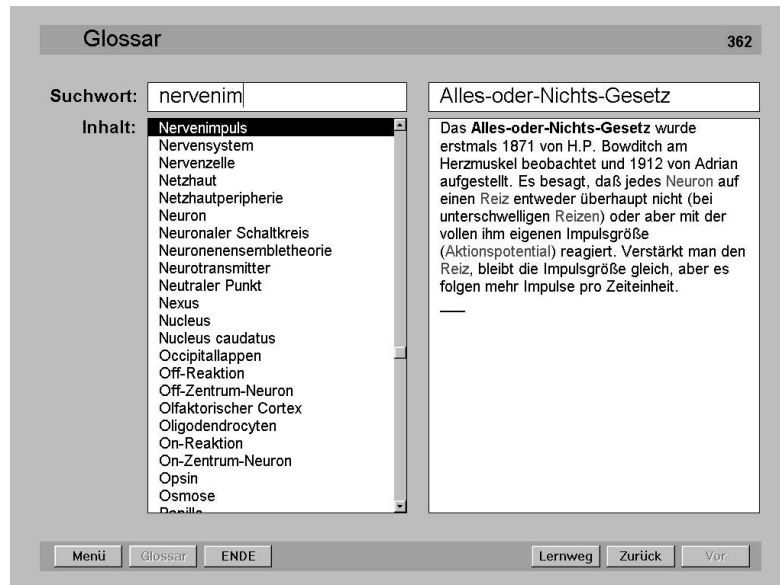 Glossar
362
Suchwort: nervenim
Inhalt:
Nervenimpuls
Nervensystem
Nervenzelle
Netzhaut
Netzhautperipherie
Neuron
Neuronaler Schaltkreis
Neuronenensembletheorie
Neurotransmitter
Neutraler Punkt
Nexus
Nucleus
Nucleus caudatus
Occipitallappen
Off-Reaktion
Off-Zentrum-Neuron
Olfaktorischer Cortex
Oligodendrocyten
On-Reaktion
On-Zentrum-Neuron
Opsin
Osmose
Alles-oder-Nichts-Gesetz
Das Alles-oder-Nichts-Gesetz wurde
erstmals 1871 von H.P. Bowditch am
Herzmuskel beobachtet und 1912 von Adrian
aufgestellt. Es besagt, daß jedes Neuron auf
einen Reiz entweder überhaupt nicht (bei
unterschwelligen Reizen) oder aber mit der
vollen ihm eigenen Impulsgröße
(Aktionspotential) reagiert. Verstärkt man den
Reiz, bleibt die Impulsgröße gleich, aber es
folgen mehr Impulse pro Zeiteinheit.
Menü Glossar ENDE Lernweg Zurück Vor